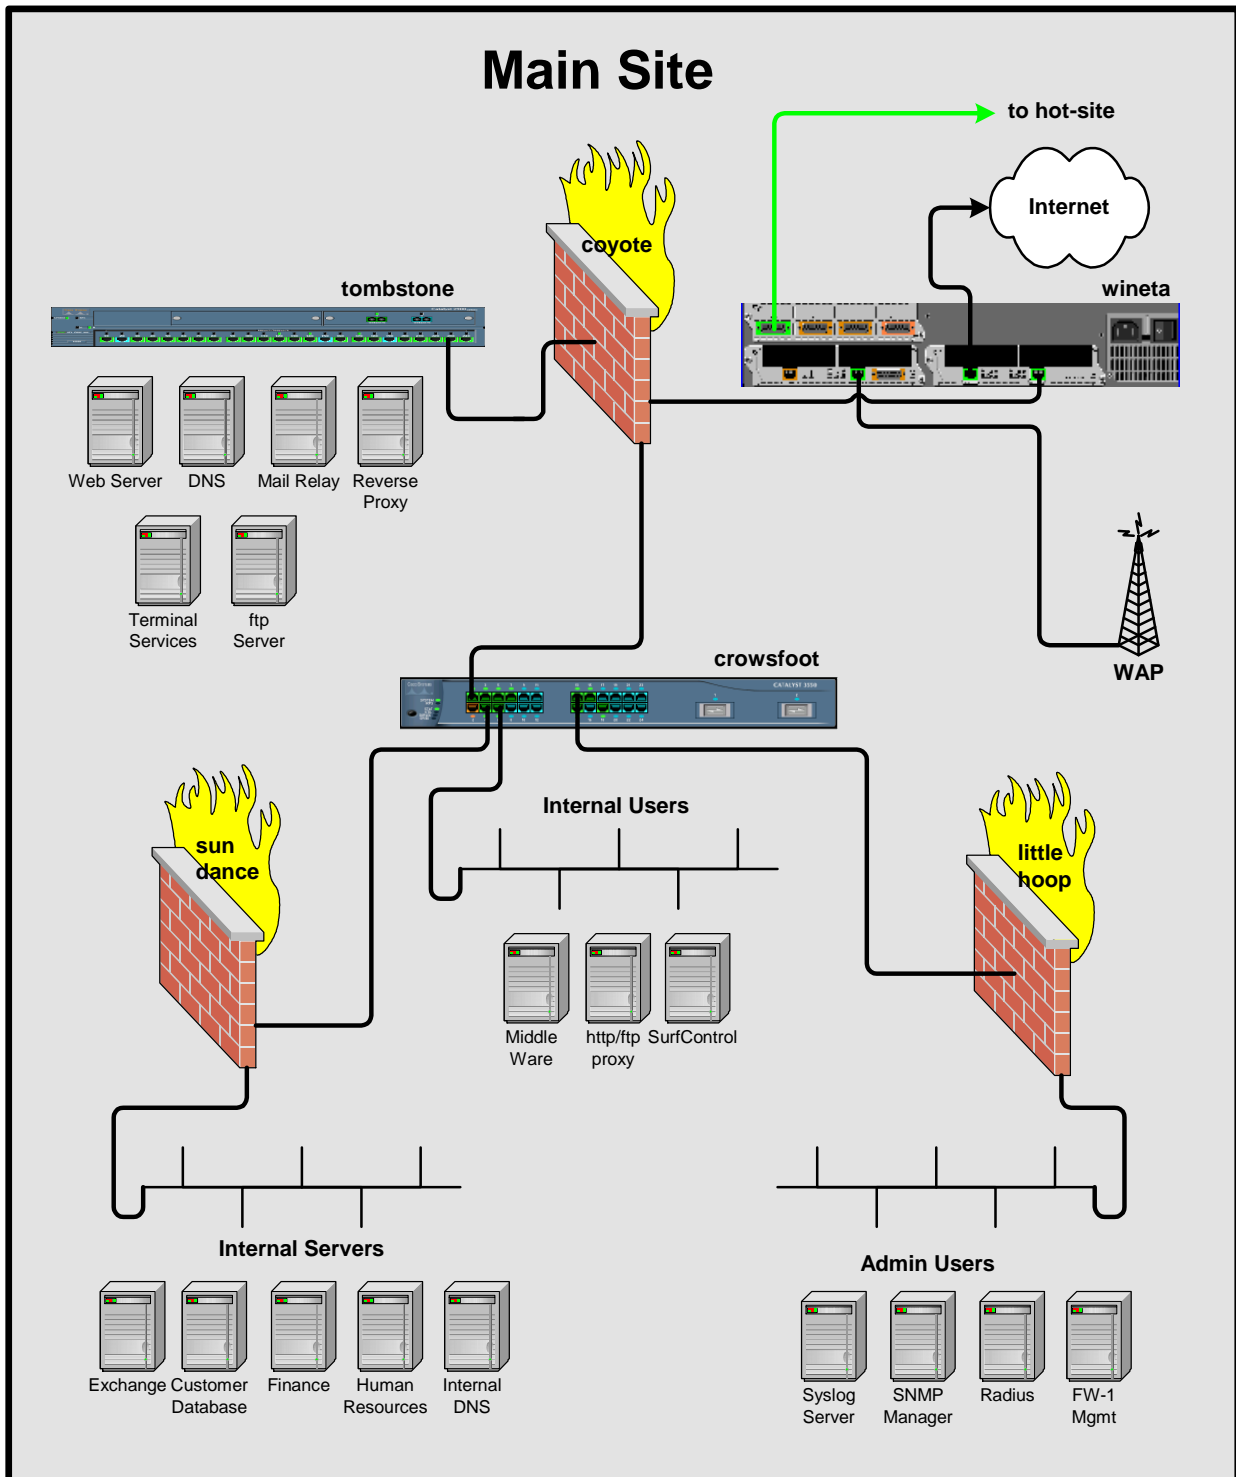 Main Site
to hot-site
Internet
coyote
tombstone
wineta
Web Server
DNS
Mail Relay
Reverse
Proxy
Terminal
Services
ftp
Server
WAP
crowsfoot
CATALYST 3550
Internal Users
sun
dance
little
hoop
Middle
Ware
http/ftp
proxy
SurfControl
Internal Servers
Admin Users
Exchange
Customer
Database
Finance
Human
Resources
Internal
DNS
Syslog
Server
SNMP
Manager
Radius
FW-1
Mgmt